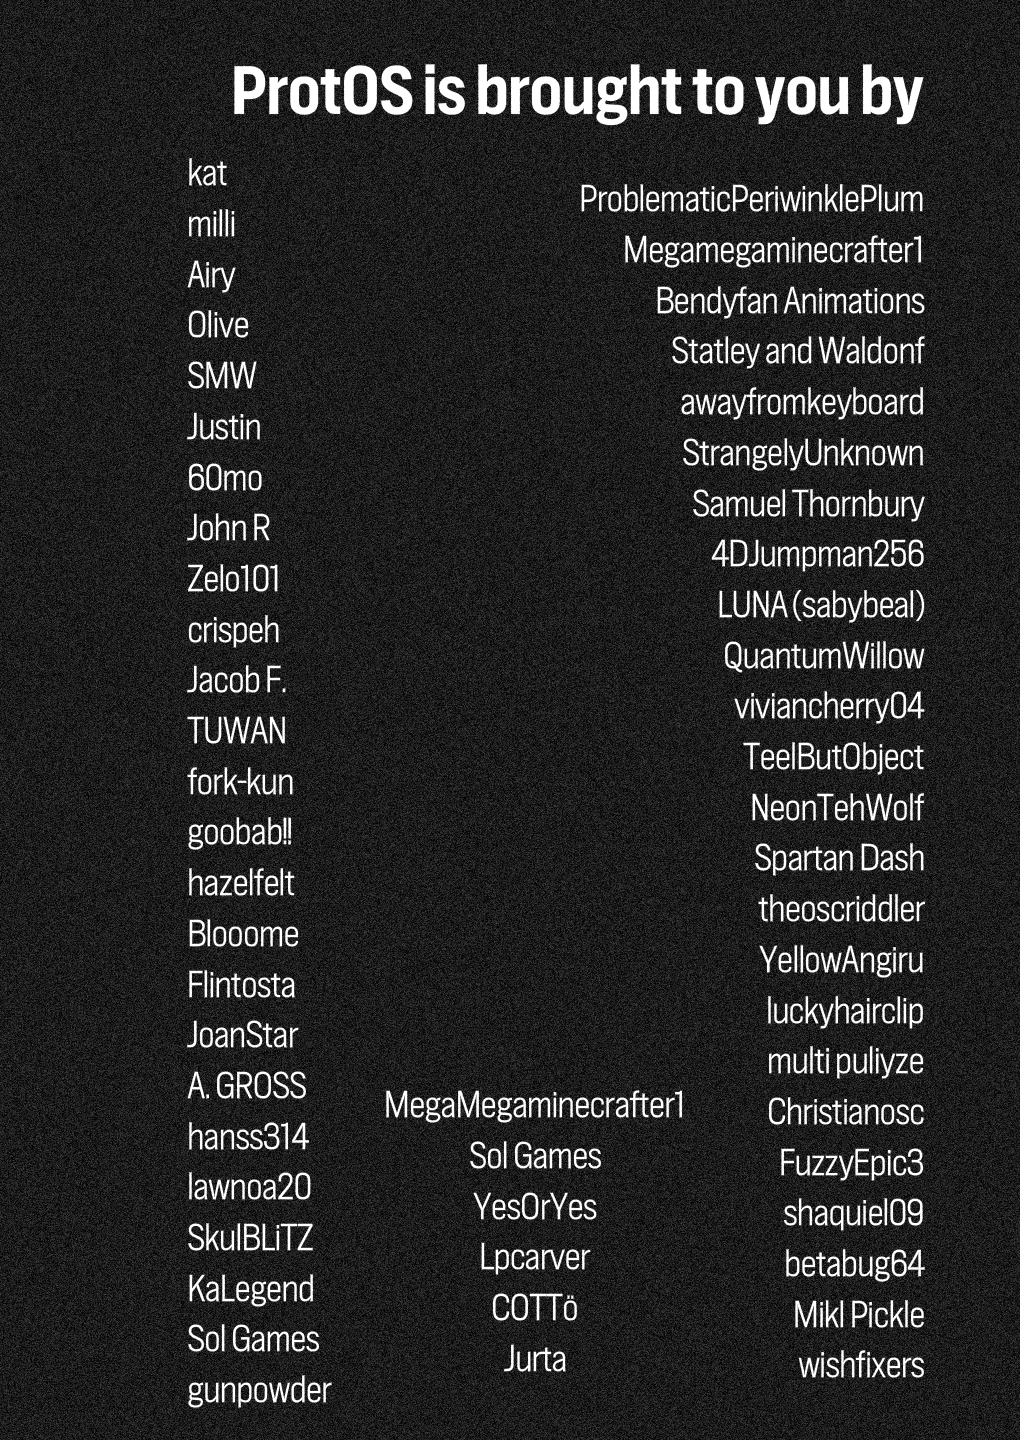 ProtOS is brought to you by
kat
milli
Airy
Olive
SMW
Justin
60mo
John R
Zelo101
crispeh
Jacob F.
TUWAN
fork-kun
goobab!!
hazelfelt
Blooome
Flintosta
JoanStar
A. GROSS
hanss314
lawnoa20
SkulBLiTZ
KaLegend
Sol Games
gunpowder
MegaMegaminecrafter1
Sol Games
YesOrYes
Lpcarver
COTTö
Jurta
ProblematicPeriwinklePlum
Megamegaminecrafter1
Bendyfan Animations
Statley and Waldonf
awayfromkeyboard
StrangelyUnknown
Samuel Thornbury
4DJumpman256
LUNA (sabybeal)
QuantumWillow
viviancherry04
TeelButObject
NeonTehWolf
Spartan Dash
theoscriddler
YellowAngiru
luckyhairclip
multi puliyze
Christianosc
FuzzyEpic3
shaquiel09
betabug64
Mikl Pickle
wishfixers